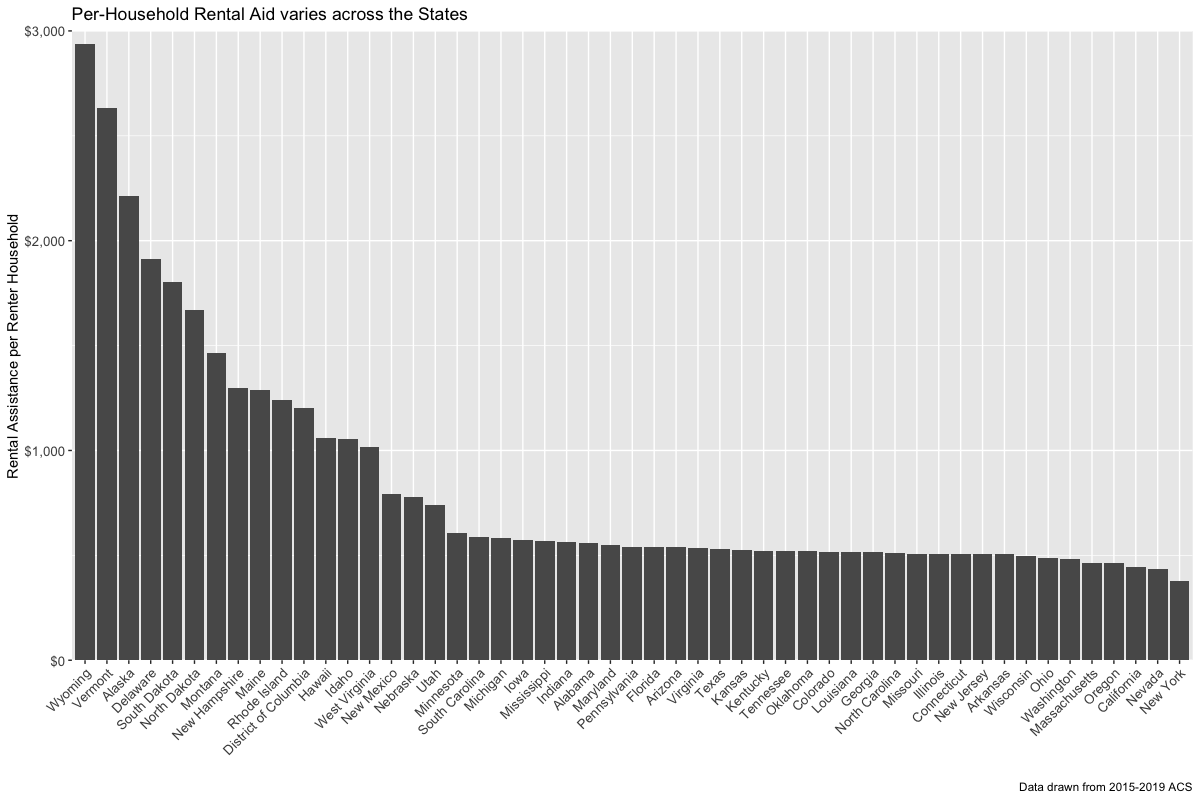 Per-Household Rental Aid varies across the States
Rental Assistance per Renter Household
$3,000
$2,000
$1,000
$0
Wyoming
Vermont
Alaska
Delaware
South Dakota
North Dakota
Montana
New Hampshire
Maine
Rhode Island
District of Columbia
Hawaii
Idaho
West Virginia
New Mexico
Nebraska
Utah
Minnesota
South Carolina
Michigan
Iowa
Mississippi
Indiana
Alabama
Maryland
Pennsylvania
Florida
Arizona
Virginia
Texas
Kansas
Kentucky
Tennessee
Oklahoma
Colorado
Louisiana
Georgia
North Carolina
Missouri
Illinois
Connecticut
New Jersey
Arkansas
Wisconsin
Ohio
Washington
Massachusetts
Oregon
California
Nevada
New York
Data drawn from 2015-2019 ACS